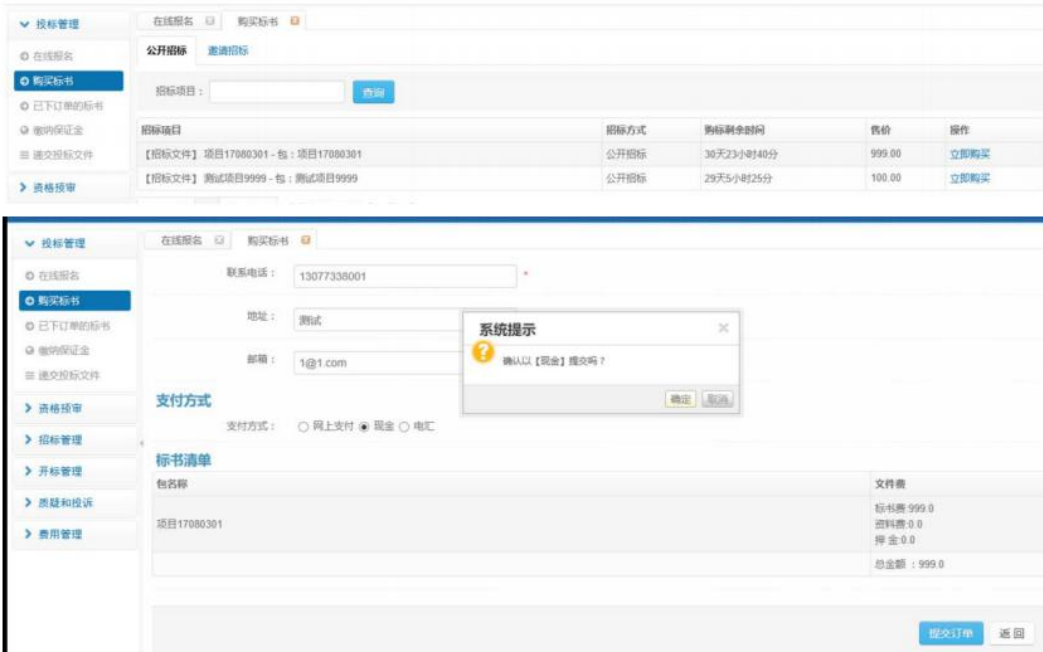 投标管理
在线报名
购买标书
已下订单的标书
缴纳保证金
递交投标文件
资格预审
在线报名 购买标书
公开招标 邀请招标
招标项目： 查询
招标项目 招标方式 购标剩余时间 售价 操作
【招标文件】 项目17080301 - 包：项目17080301 公开招标 30天23小时40分 999.00 立即购买
【招标文件】 测试项目9999 - 包：测试项目9999 公开招标 29天5小时25分 100.00 立即购买
投标管理
在线报名
购买标书
已下订单的标书
缴纳保证金
递交投标文件
资格预审
招标管理
开标管理
质疑和投诉
费用管理
在线报名 购买标书
联系电话： 13077338001 *
地址： 测试
邮箱： 1@1.com
系统提示
确认以【现金】提交吗？
确定 取消
支付方式
支付方式： 网上支付 现金 电汇
标书清单
包名称 文件费
项目17080301
标书费:999.0
资料费:0.0
押 金:0.0
总金额 ：999.0
提交订单 返回